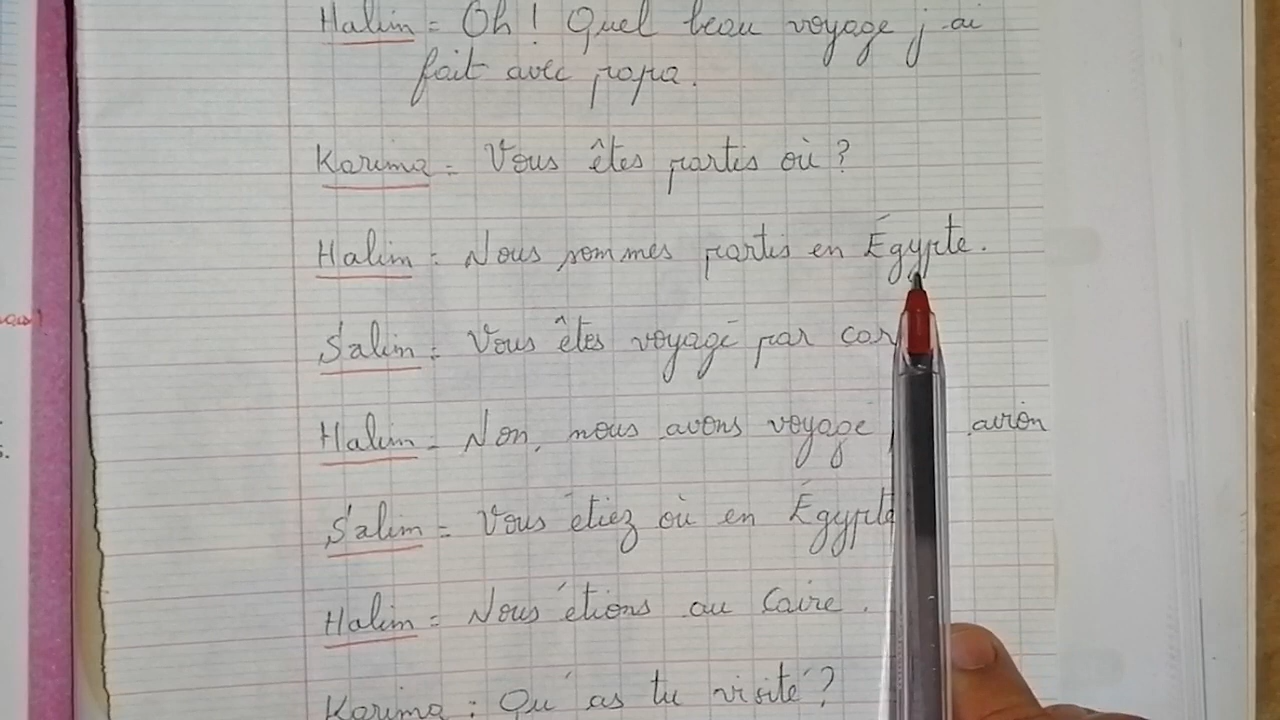 Halim = Oh ! Quel beau voyage j'ai
fait avec papa.
Karima = Vous êtes partis où ?
Halim = Nous sommes partis en Égypte.
Salim = Vous êtes voyagé par car
Halim = Non, nous avons voyagé avion
Salim = Vous étiez où en Égypte
Halim = Nous étions au Caire .
Karima : Qu'as tu visité ?